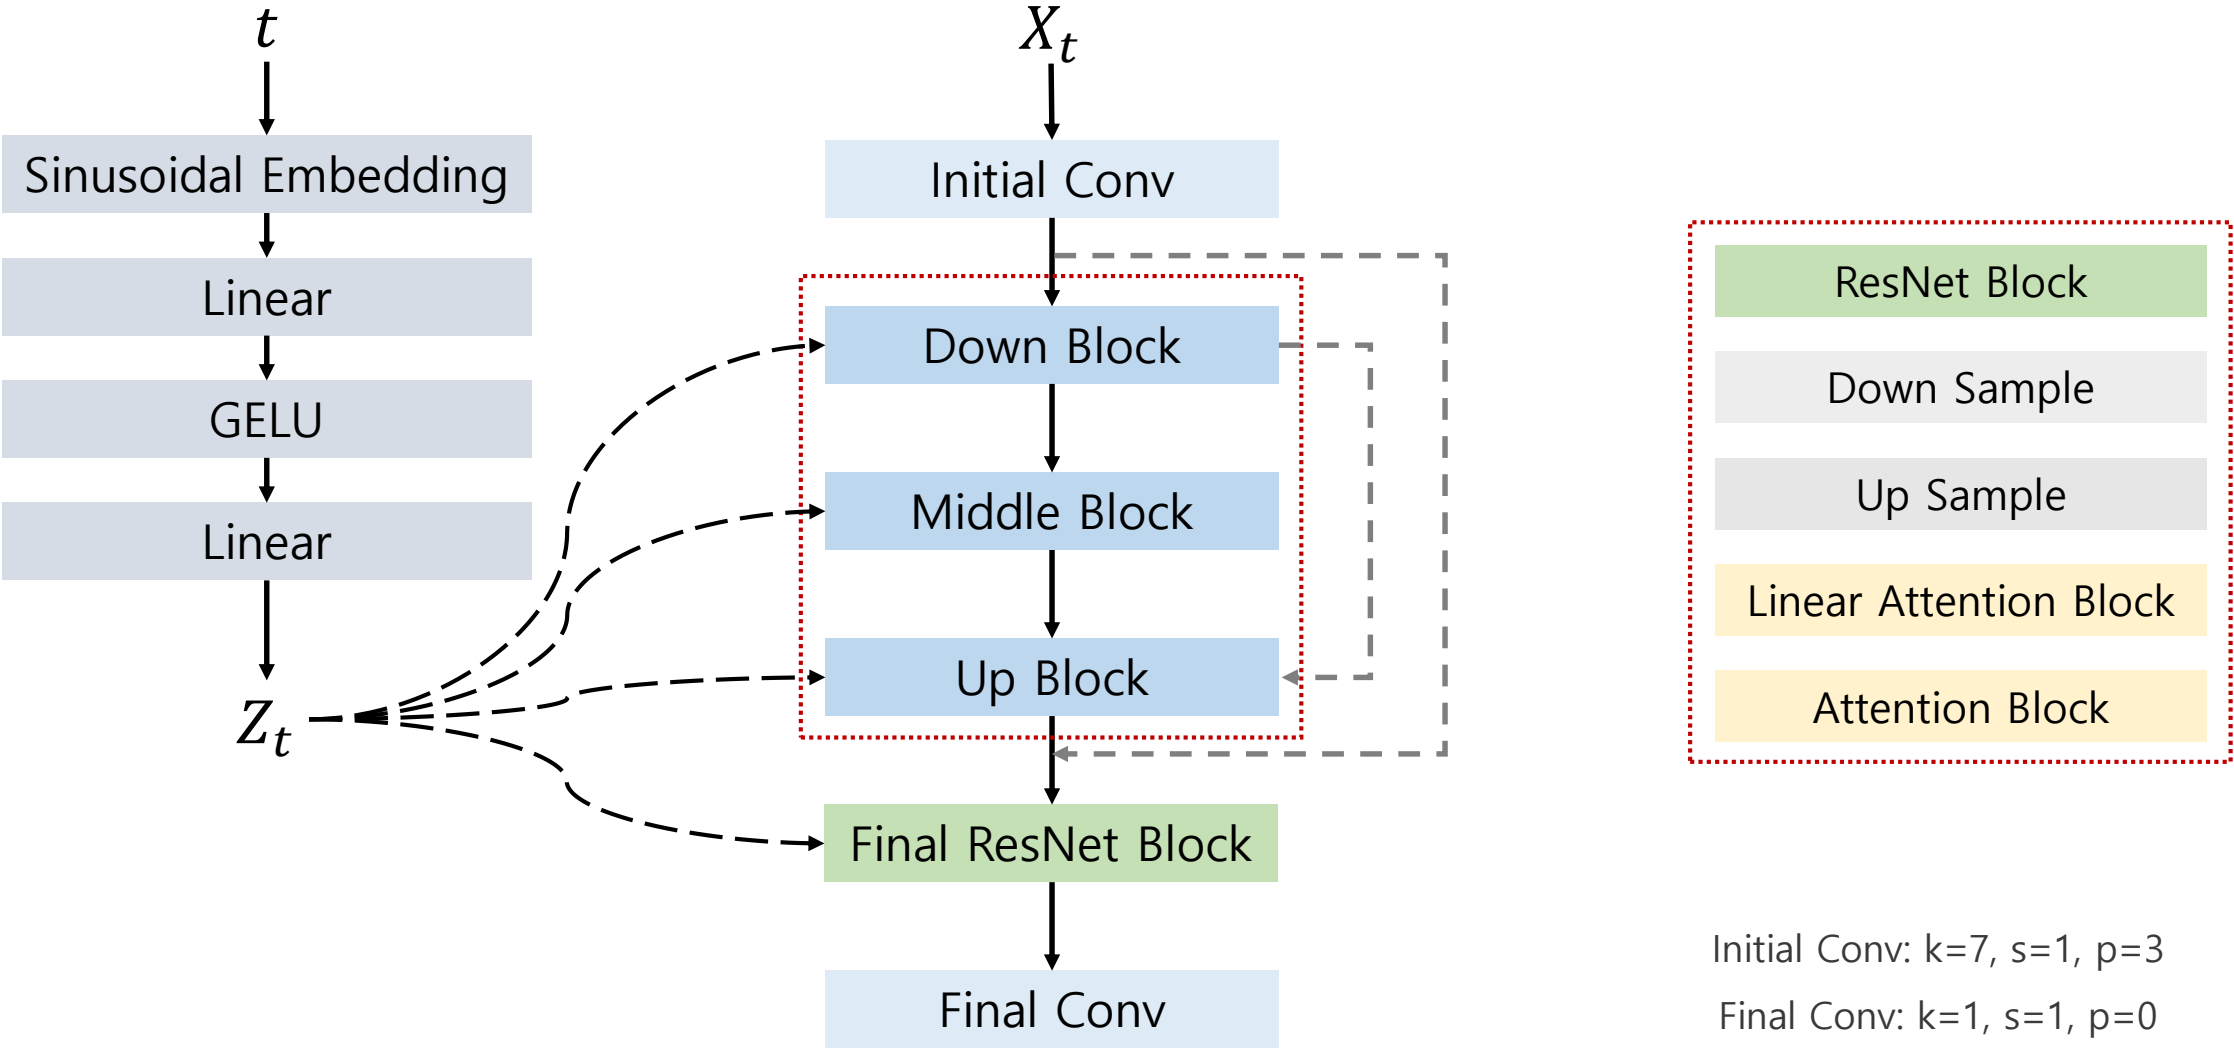 t
Sinusoidal Embedding
Linear
GELU
Linear
Z_t
X_t
Initial Conv
Down Block
Middle Block
Up Block
Final ResNet Block
Final Conv
ResNet Block
Down Sample
Up Sample
Linear Attention Block
Attention Block
Initial Conv: k=7, s=1, p=3
Final Conv: k=1, s=1, p=0